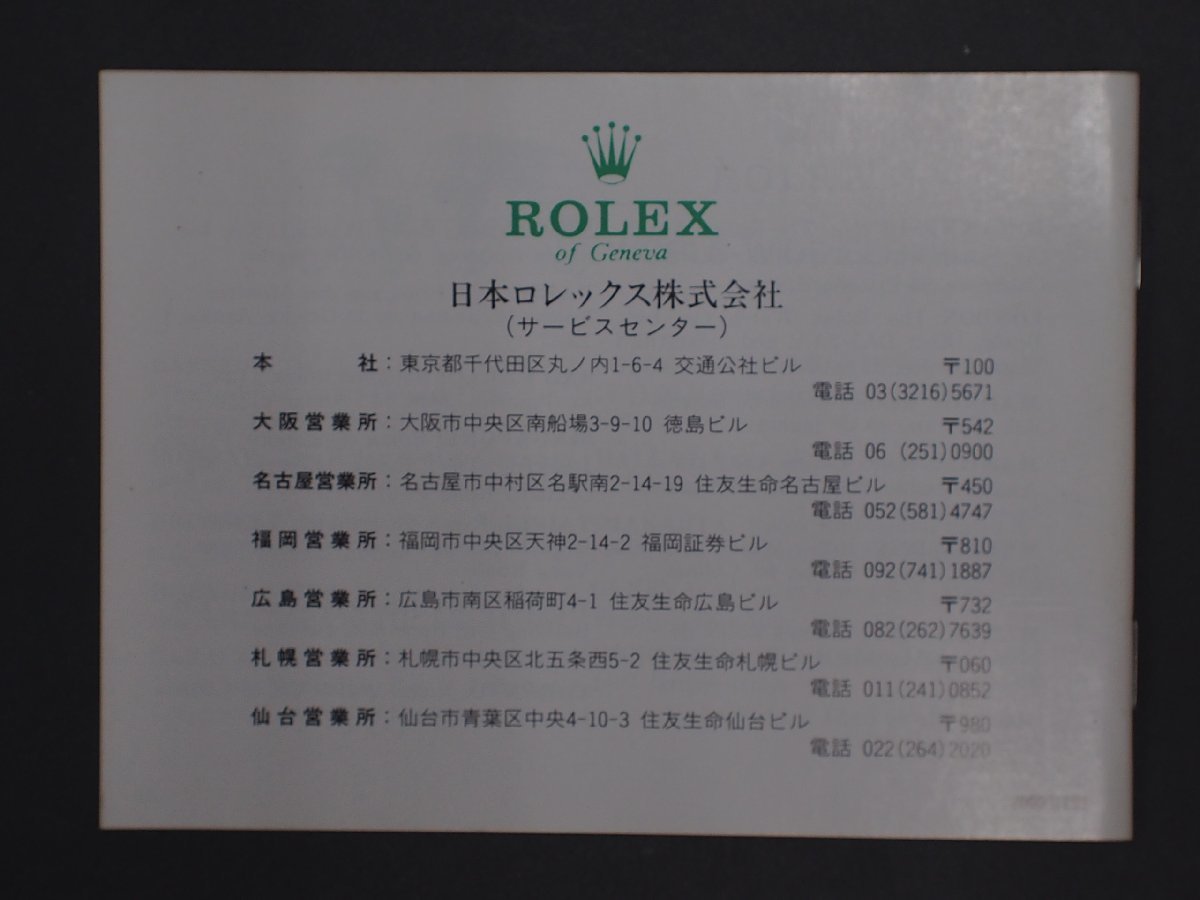 ROLEX
of Geneva
日本ロレックス株式会社
(サービスセンター)
本　　社：東京都千代田区丸ノ内1-6-4 交通公社ビル 〒100
電話 03(3216)5671
大阪営業所：大阪市中央区南船場3-9-10 徳島ビル 〒542
電話 06 (251)0900
名古屋営業所：名古屋市中村区名駅南2-14-19 住友生命名古屋ビル 〒450
電話 052(581)4747
福岡営業所：福岡市中央区天神2-14-2 福岡証券ビル 〒810
電話 092(741)1887
広島営業所：広島市南区稲荷町4-1 住友生命広島ビル 〒732
電話 082(262)7639
札幌営業所：札幌市中央区北五条西5-2 住友生命札幌ビル 〒060
電話 011(241)0852
仙台営業所：仙台市青葉区中央4-10-3 住友生命仙台ビル 〒980
電話 022(264)2020